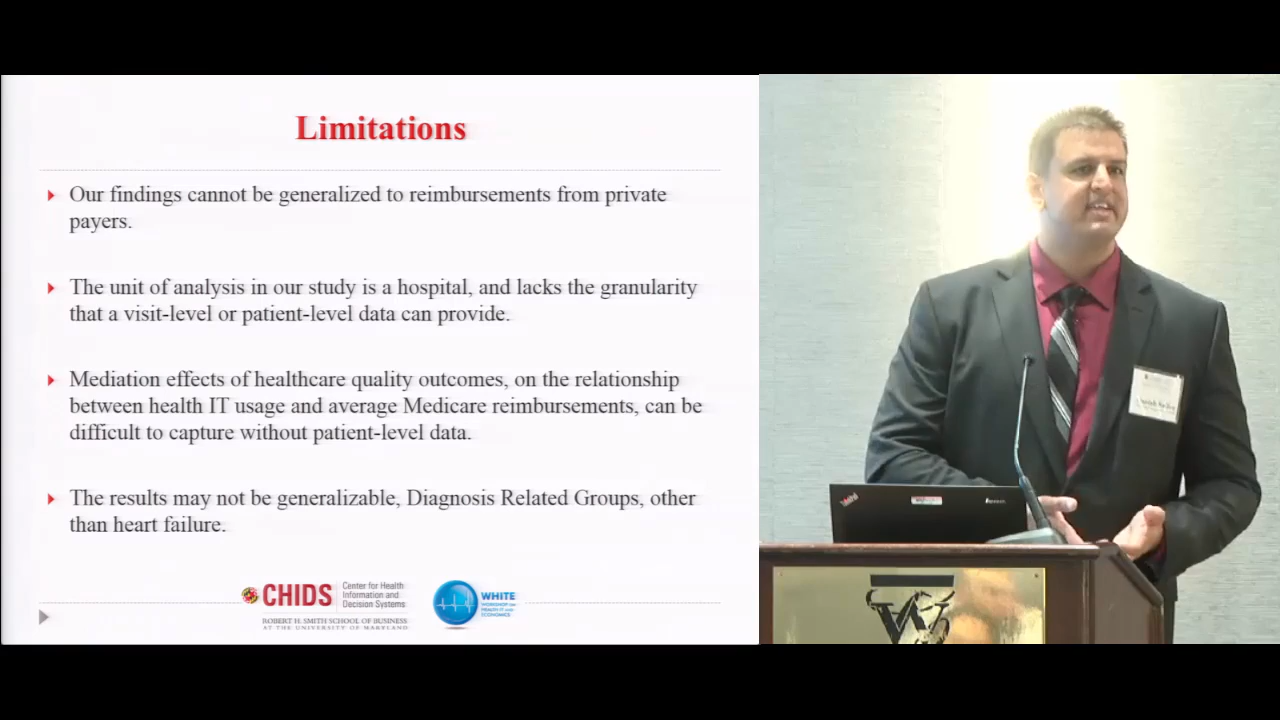 Limitations
Our findings cannot be generalized to reimbursements from private
payers.
The unit of analysis in our study is a hospital, and lacks the granularity
that a visit-level or patient-level data can provide.
Mediation effects of healthcare quality outcomes, on the relationship
between health IT usage and average Medicare reimbursements, can be
difficult to capture without patient-level data.
The results may not be generalizable, Diagnosis Related Groups, other
than heart failure.
CHIDS
Center for Health
Information and
Decision Systems
ROBERT H. SMITH SCHOOL OF BUSINESS
AT THE UNIVERSITY OF MARYLAND
WHITE
WORKSHOP ON
HEALTH IT AND
ECONOMICS